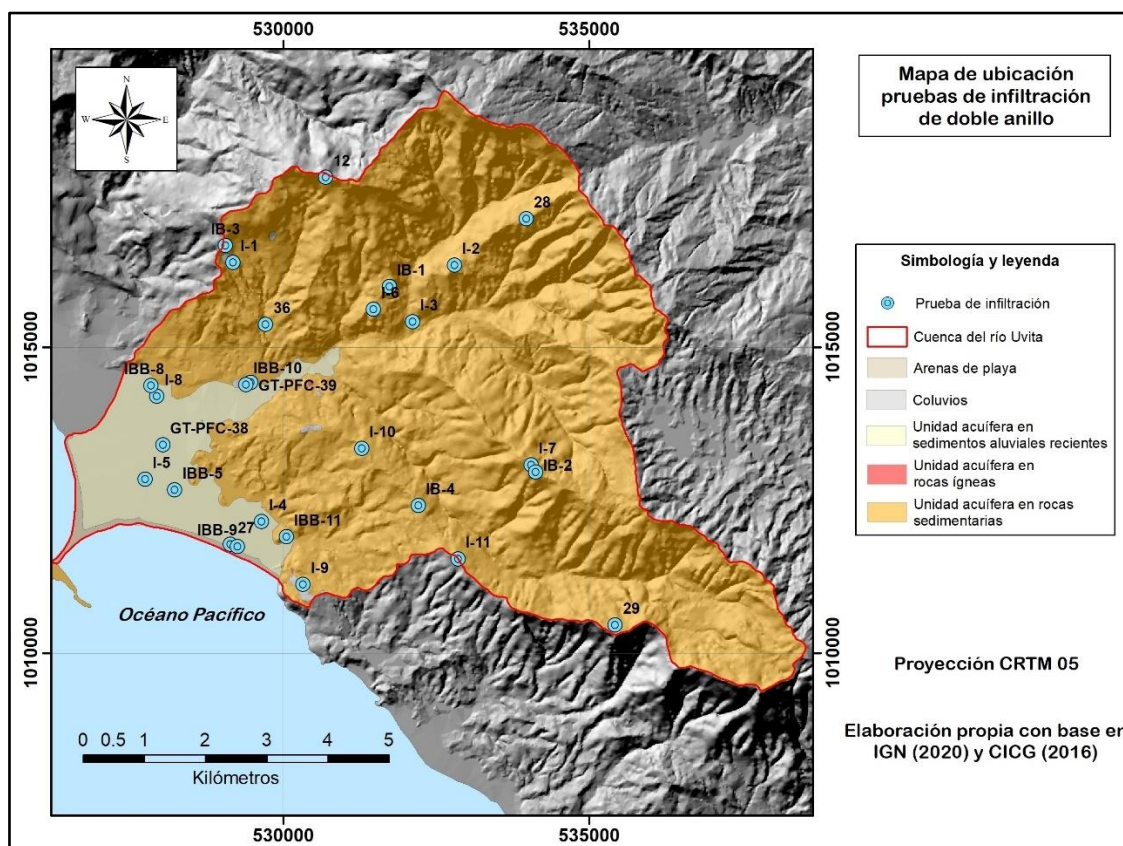 530000
535000
Mapa de ubicación
pruebas de infiltración
de doble anillo
N
W
E
S
12
28
IB-3
I-1
I-2
IB-1
I-6
I-3
36
1015000
1015000
IBB-8
I-8
IBB-10
GT-PFC-39
GT-PFC-38
I-10
I-5
IBB-5
I-7
IB-2
IB-4
I-4
IBB-11
IBB-9
27
I-11
I-9
29
Océano Pacífico
1010000
1010000
0 0.5 1 2 3 4 5
Kilómetros
530000
535000
Simbología y leyenda
Prueba de infiltración
Cuenca del río Uvita
Arenas de playa
Coluvios
Unidad acuífera en
sedimentos aluviales recientes
Unidad acuífera en
rocas ígneas
Unidad acuífera en rocas
sedimentarias
Proyección CRTM 05
Elaboración propia con base en
IGN (2020) y CICG (2016)